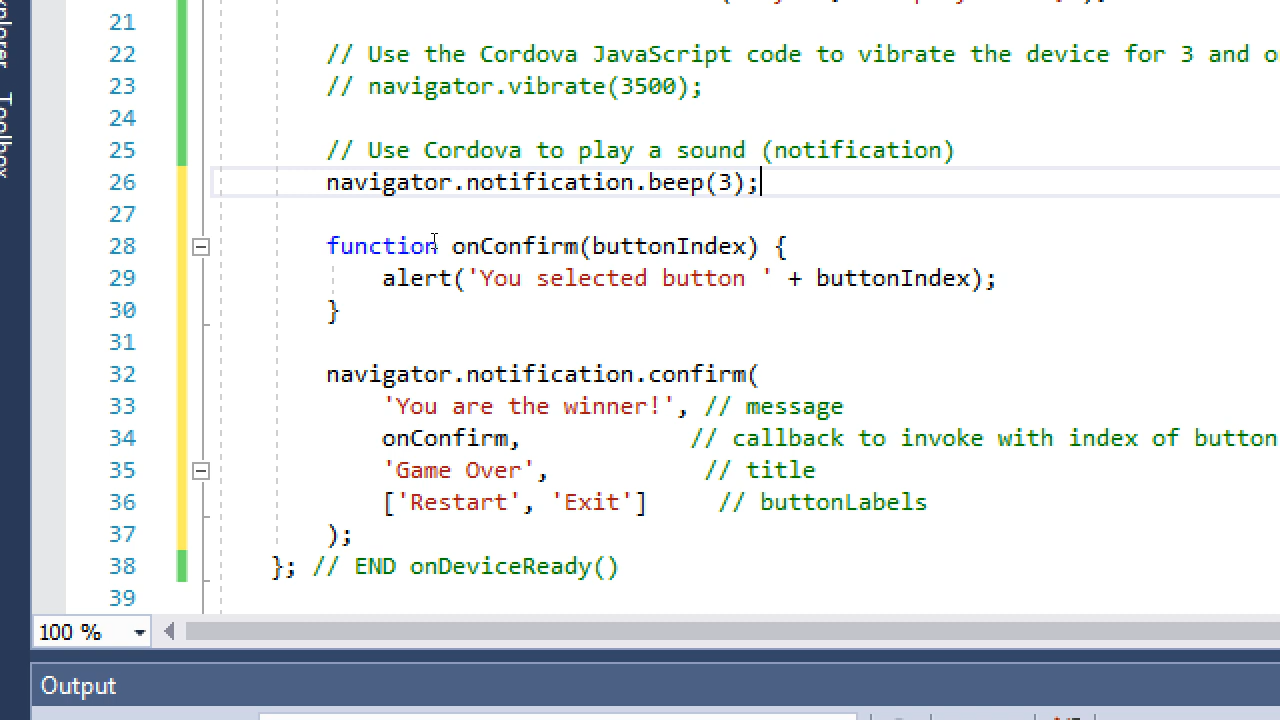 Toolbox
21
22 // Use the Cordova JavaScript code to vibrate the device for 3 and
23 // navigator.vibrate(3500);
24
25 // Use Cordova to play a sound (notification)
26 navigator.notification.beep(3);
27
28 function onConfirm(buttonIndex) {
29 alert('You selected button ' + buttonIndex);
30 }
31
32 navigator.notification.confirm(
33 'You are the winner!', // message
34 onConfirm, // callback to invoke with index of button
35 'Game Over', // title
36 ['Restart', 'Exit'] // buttonLabels
37 );
38 }; // END onDeviceReady()
39
100 %
Output